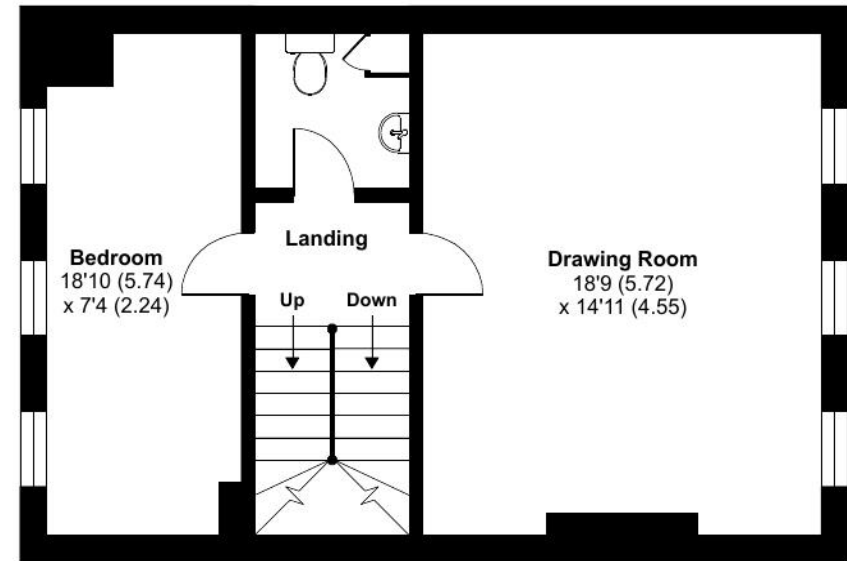 Landing
Bedroom
18'10 (5.74)
x 7'4 (2.24)
Drawing Room
18'9 (5.72)
x 14'11 (4.55)
Up
Down